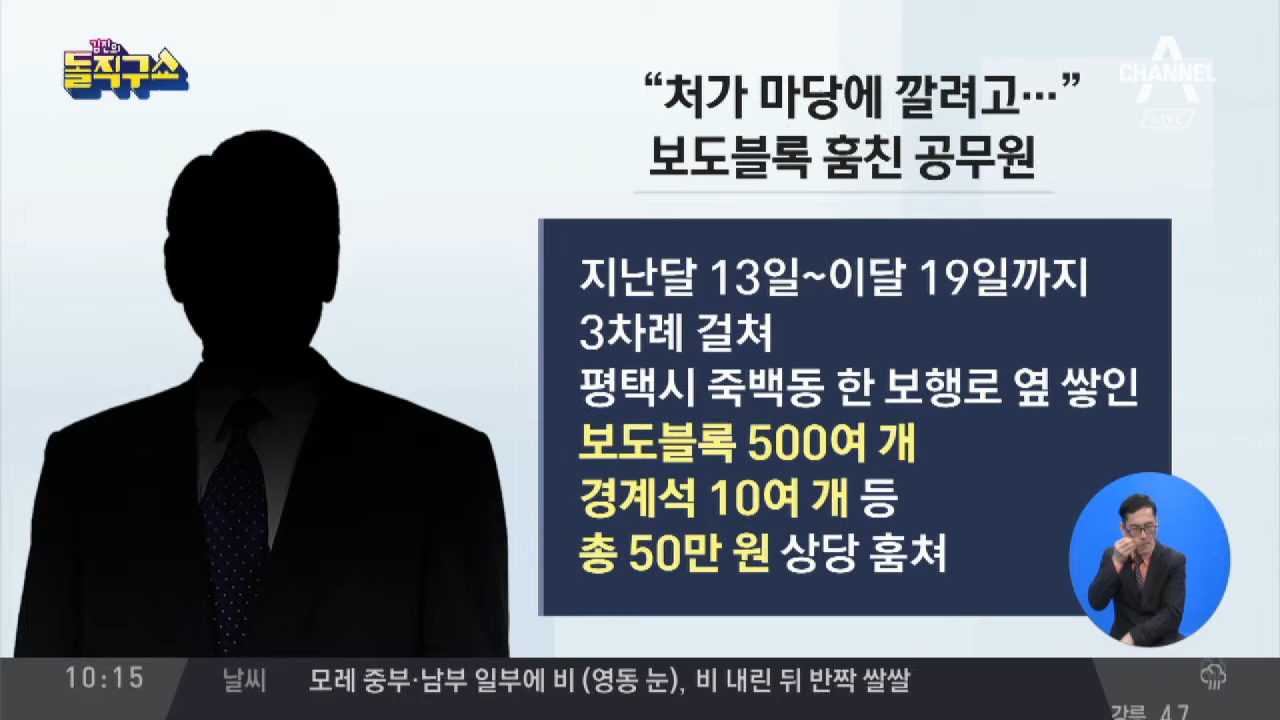 김진의
돌직구쇼
CHANNEL
A
LIVE
“처가 마당에 깔려고…”
보도블록 훔친 공무원
지난달 13일~이달 19일까지
3차례 걸쳐
평택시 죽백동 한 보행로 옆 쌓인
보도블록 500여 개
경계석 10여 개 등
총 50만 원 상당 훔쳐
10:15
날씨
모레 중부·남부 일부에 비 (영동 눈), 비 내린 뒤 반짝 쌀쌀
강릉 4.7